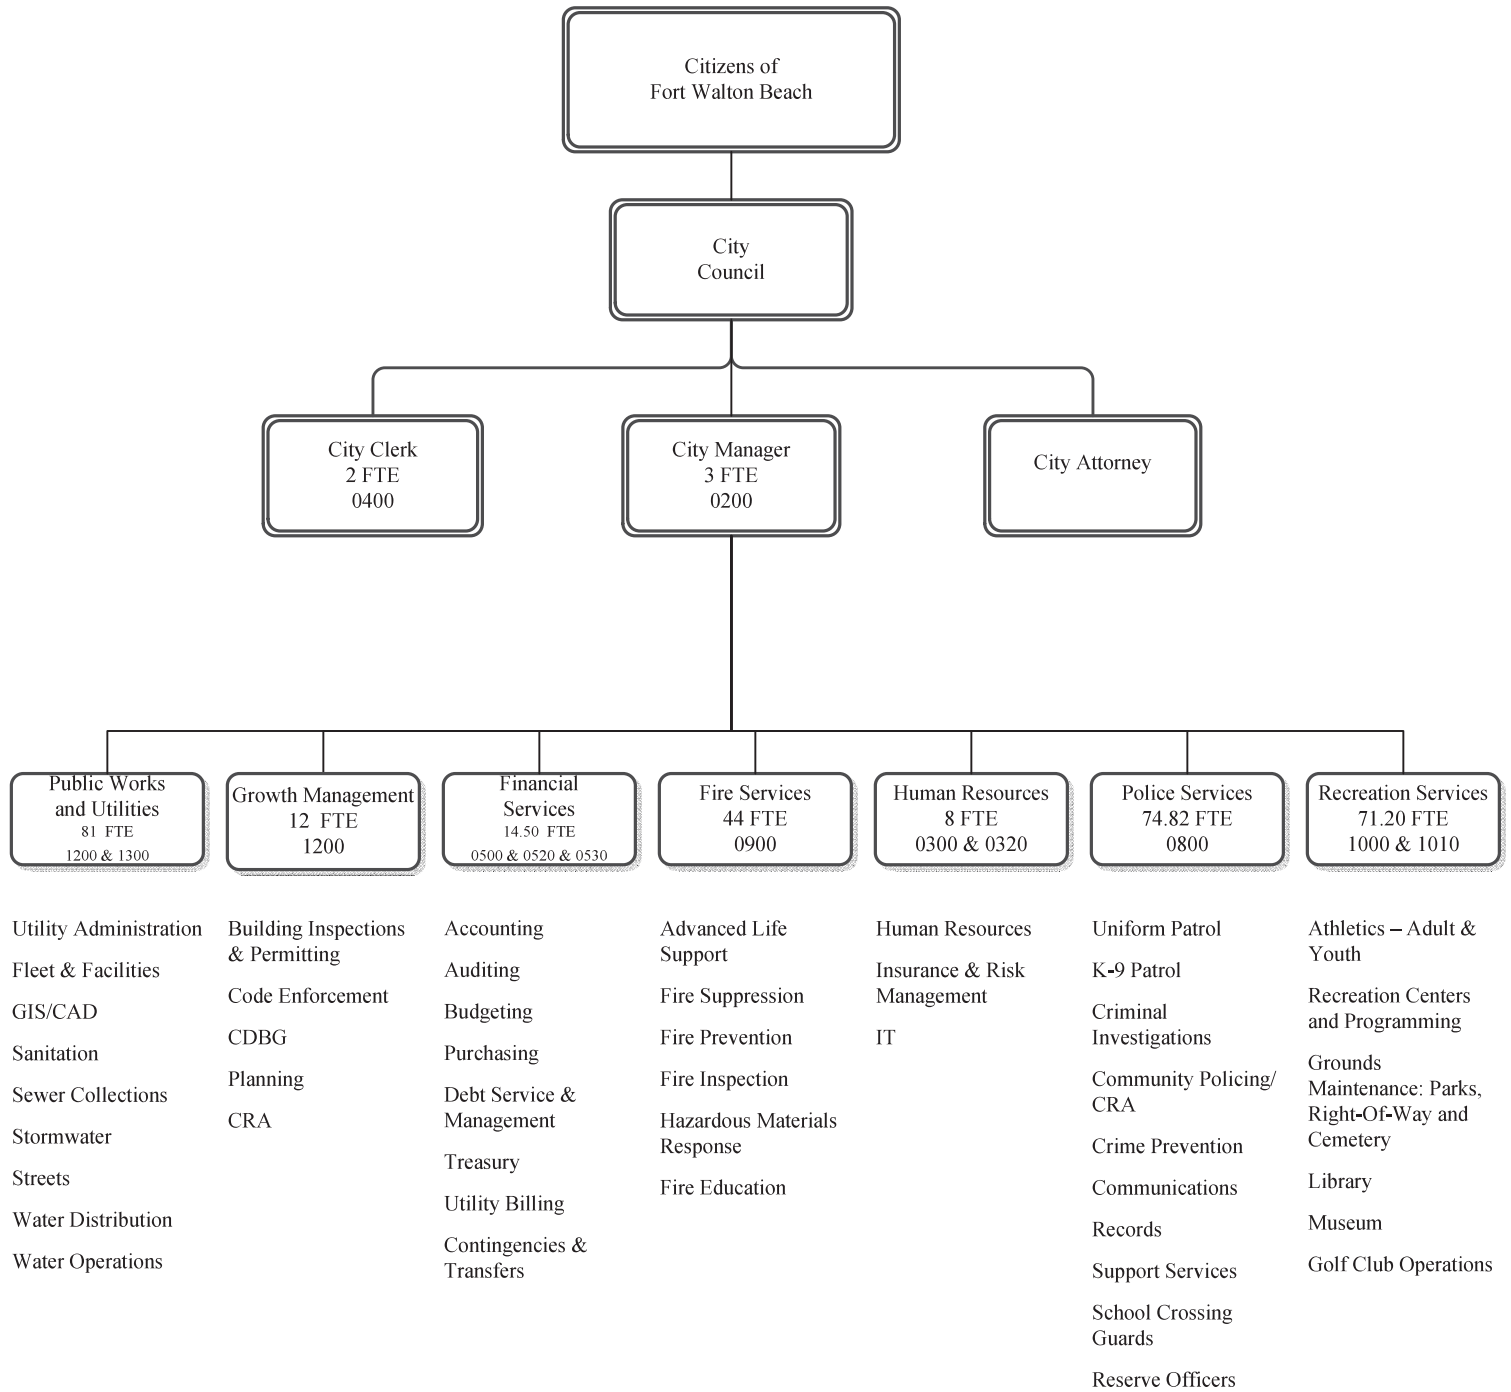 Citizens of
Fort Walton Beach
City
Council
City Clerk
2 FTE
0400
City Manager
3 FTE
0200
City Attorney
Public Works
and Utilities
81 FTE
1200 & 1300
Growth Management
12 FTE
1200
Financial
Services
14.50 FTE
0500 & 0520 & 0530
Fire Services
44 FTE
0900
Human Resources
8 FTE
0300 & 0320
Police Services
74.82 FTE
0800
Recreation Services
71.20 FTE
1000 & 1010
Utility Administration
Fleet & Facilities
GIS/CAD
Sanitation
Sewer Collections
Stormwater
Streets
Water Distribution
Water Operations
Building Inspections
& Permitting
Code Enforcement
CDBG
Planning
CRA
Accounting
Auditing
Budgeting
Purchasing
Debt Service &
Management
Treasury
Utility Billing
Contingencies &
Transfers
Advanced Life
Support
Fire Suppression
Fire Prevention
Fire Inspection
Hazardous Materials
Response
Fire Education
Human Resources
Insurance & Risk
Management
IT
Uniform Patrol
K-9 Patrol
Criminal
Investigations
Community Policing/
CRA
Crime Prevention
Communications
Records
Support Services
School Crossing
Guards
Reserve Officers
Athletics – Adult &
Youth
Recreation Centers
and Programming
Grounds
Maintenance: Parks,
Right-Of-Way and
Cemetery
Library
Museum
Golf Club Operations